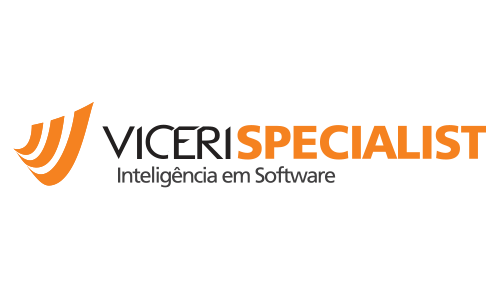 VICERI SPECIALIST
Inteligência em Software